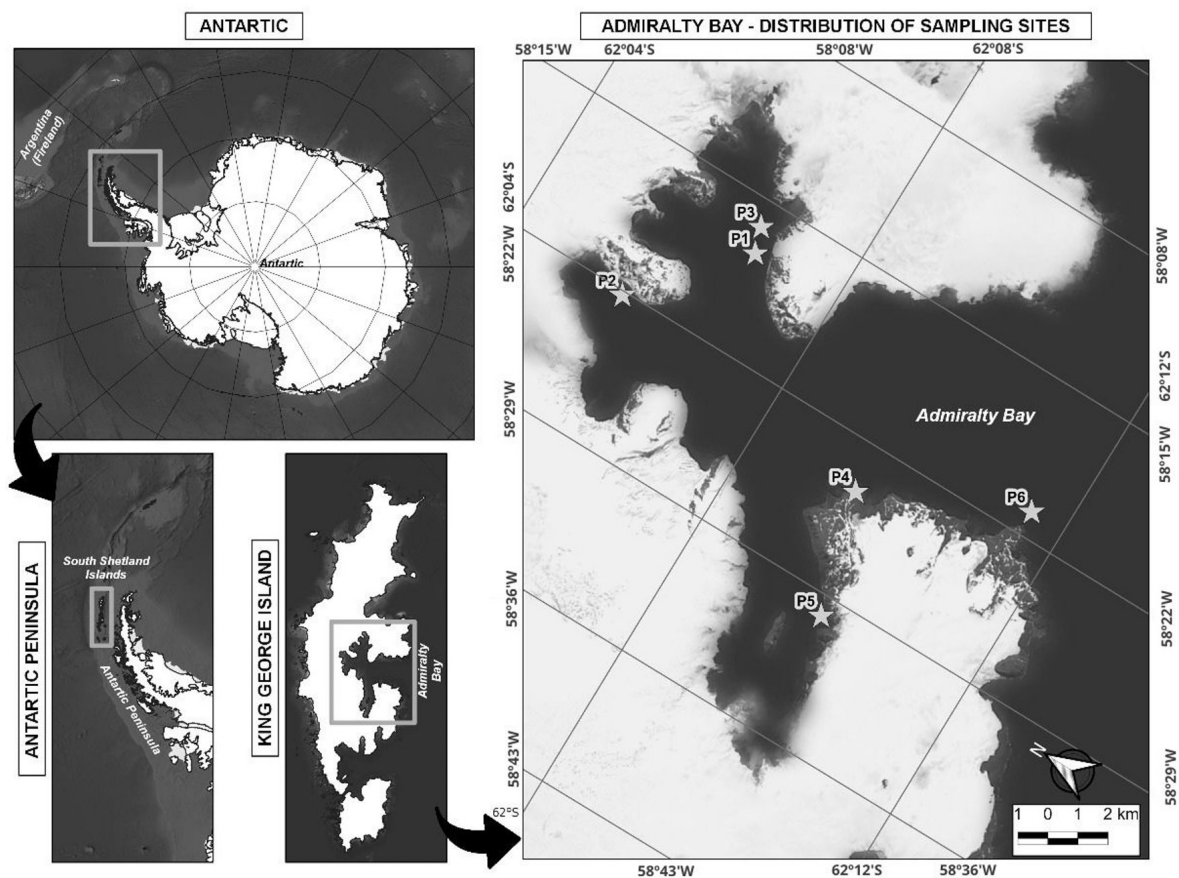 ANTARTIC
Argentina
(Fireland)
Antartic
ANTARTIC PENINSULA
South Shetland
Islands
Antartic Peninsula
KING GEORGE ISLAND
Admiralty
Bay
ADMIRALTY BAY - DISTRIBUTION OF SAMPLING SITES
58°15'W
62°04'S
58°08'W
62°08'S
62°04'S
58°22'W
58°29'W
58°36'W
58°43'W
62°S
P3
P1
P2
Admiralty Bay
P4
P6
P5
58°08'W
62°12'S
58°15'W
58°22'W
58°29'W
N
1 0 1 2 km
58°43'W
62°12'S
58°36'W